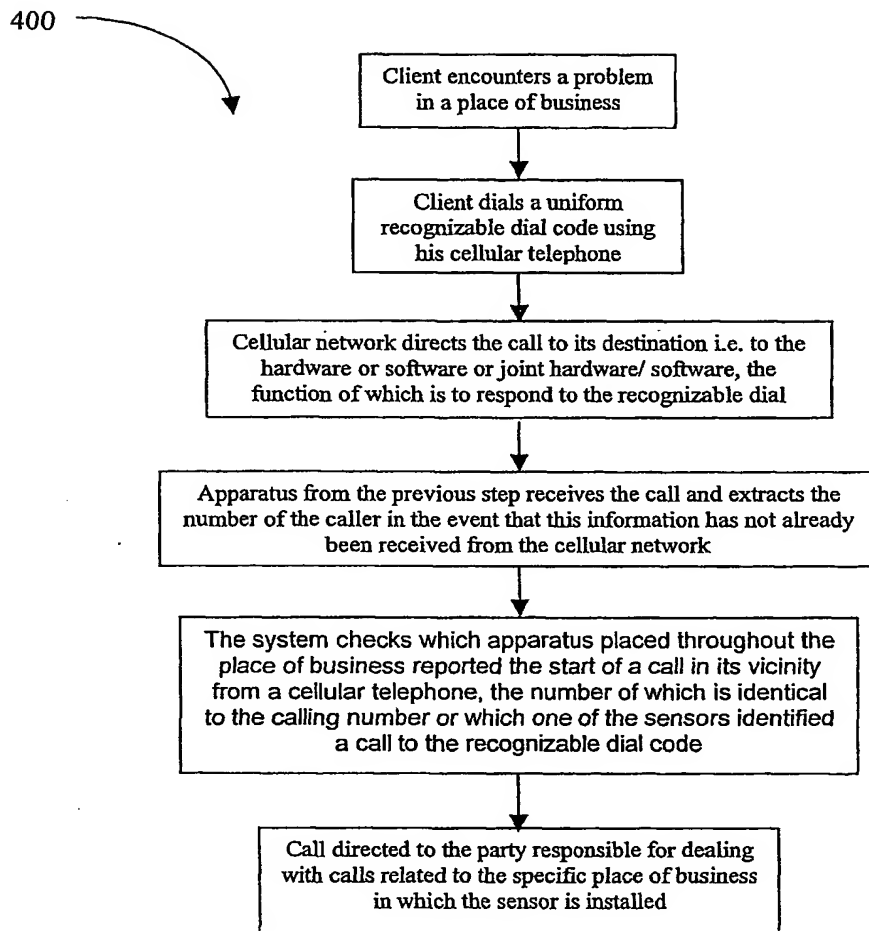 400
Client encounters a problem
in a place of business
Client dials a uniform
recognizable dial code using
his cellular telephone
Cellular network directs the call to its destination i.e. to the
hardware or software or joint hardware/ software, the
function of which is to respond to the recognizable dial
Apparatus from the previous step receives the call and extracts the
number of the caller in the event that this information has not already
been received from the cellular network
The system checks which apparatus placed throughout the
place of business reported the start of a call in its vicinity
from a cellular telephone, the number of which is identical
to the calling number or which one of the sensors identified
a call to the recognizable dial code
Call directed to the party responsible for dealing
with calls related to the specific place of business
in which the sensor is installed